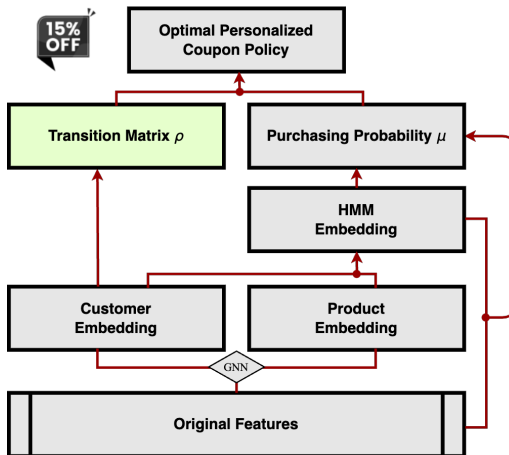 15%
OFF
Optimal Personalized
Coupon Policy
Transition Matrix ρ
Purchasing Probability μ
HMM
Embedding
Customer
Embedding
Product
Embedding
GNN
Original Features